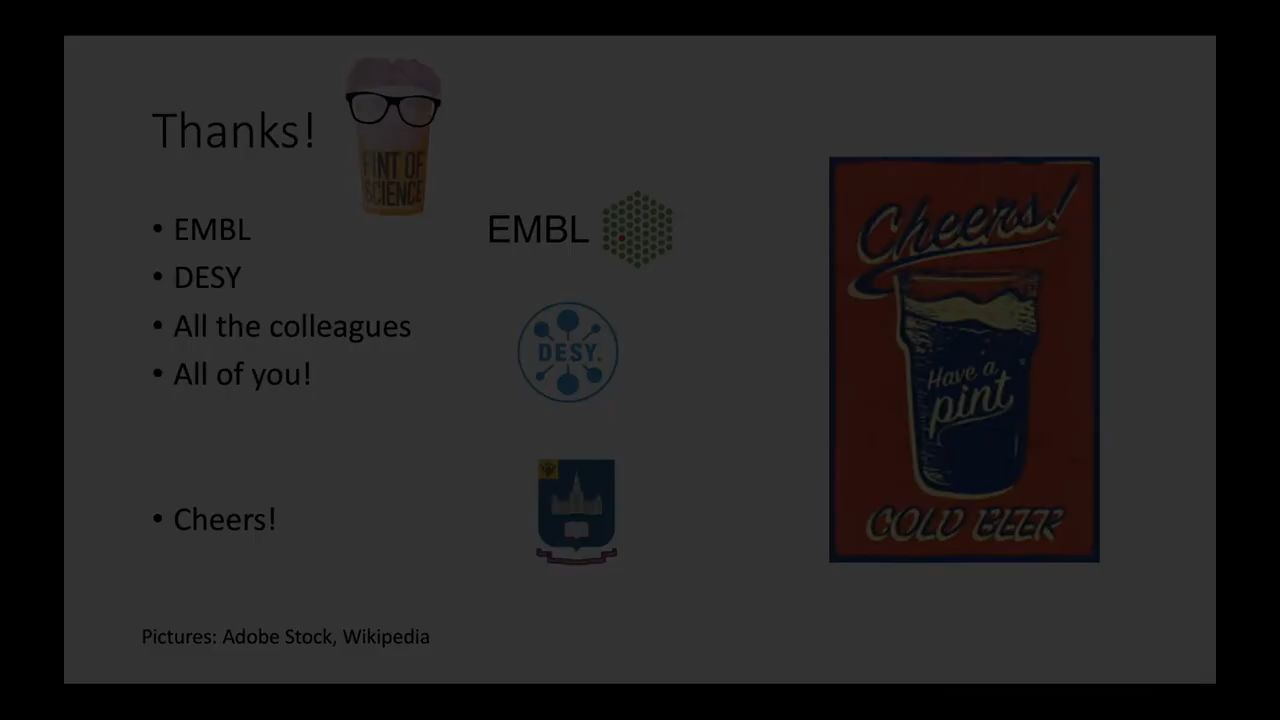 Thanks!
PINT OF
SCIENCE
• EMBL
• DESY
• All the colleagues
• All of you!
• Cheers!
EMBL
DESY.
Cheers!
Have a
pint
COLD BEER
Pictures: Adobe Stock, Wikipedia